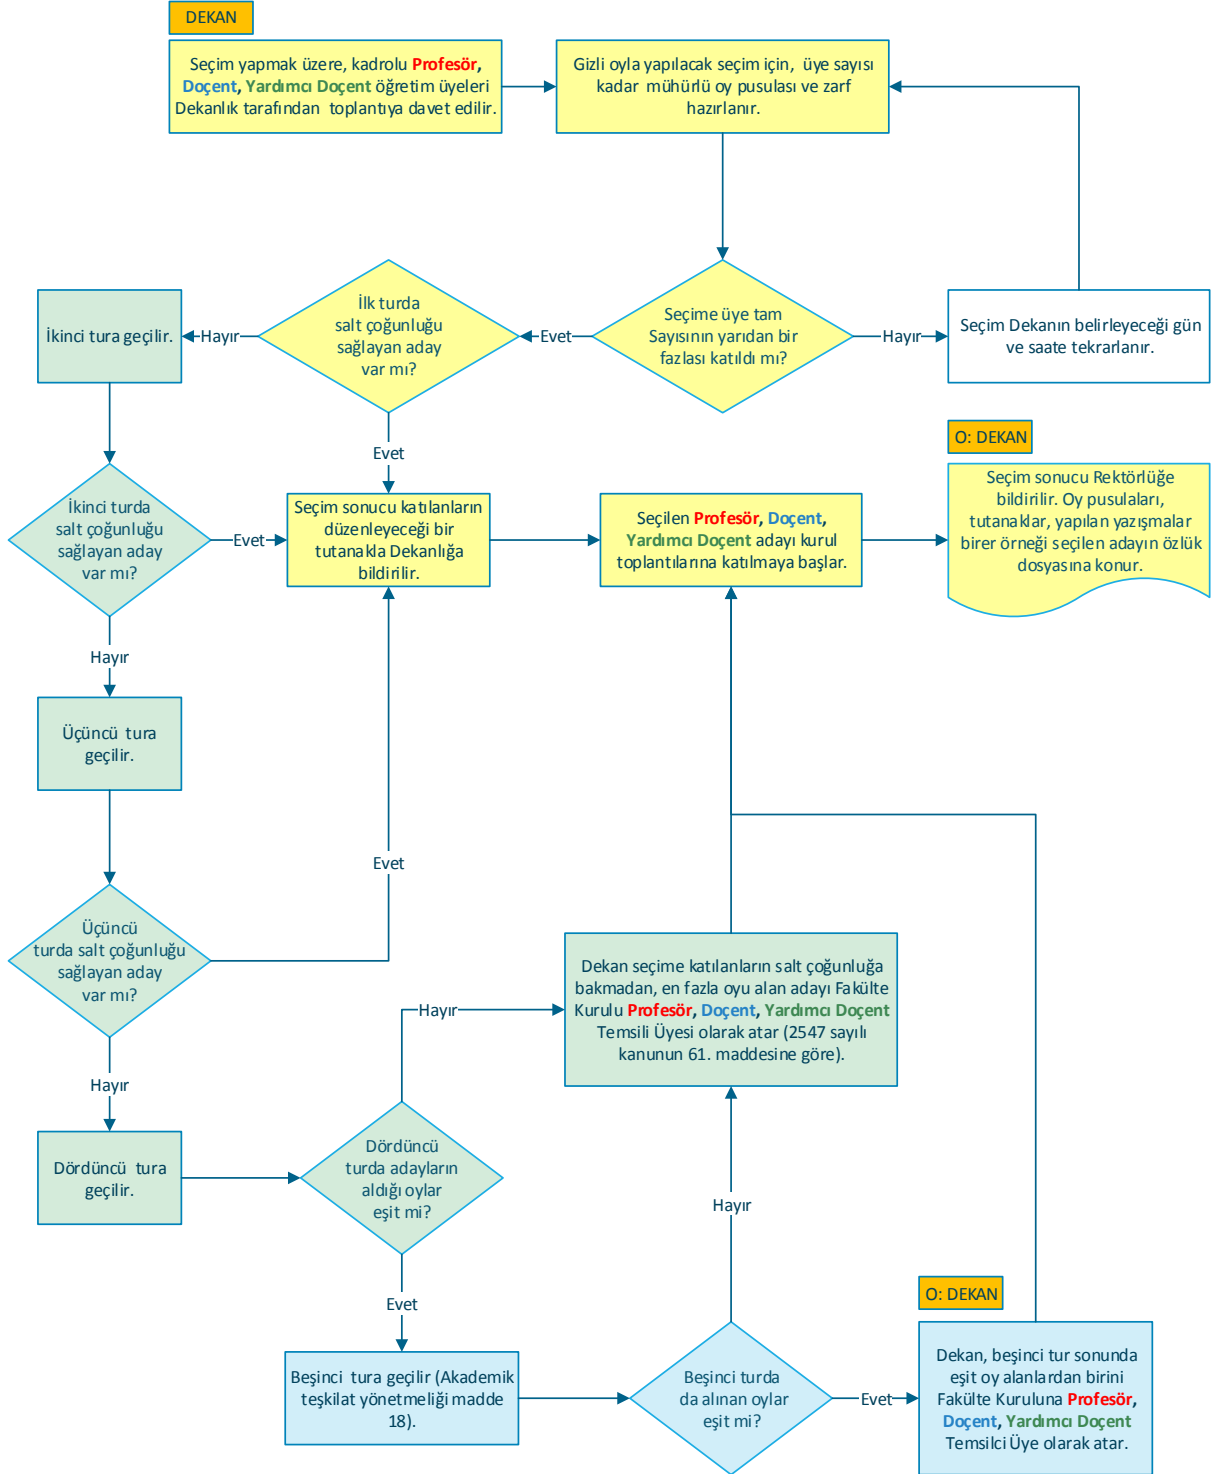 DEKAN
Seçim yapmak üzere, kadrolu Profesör,
Doçent, Yardımcı Doçent öğretim üyeleri
Dekanlık tarafından toplantıya davet edilir.
Gizli oyla yapılacak seçim için, üye sayısı
kadar mühürlü oy pusulası ve zarf
hazırlanır.
Seçime üye tam
Sayısının yarıdan bir
fazlası katıldı mı?
Hayır
Seçim Dekanın belirleyeceği gün
ve saate tekrarlanır.
Evet
İlk turda
salt çoğunluğu
sağlayan aday
var mı?
Hayır
İkinci tura geçilir.
Evet
İkinci turda
salt çoğunluğu
sağlayan aday
var mı?
Evet
Seçim sonucu katılanların
düzenleyeceği bir
tutanakla Dekanlığa
bildirilir.
Seçilen Profesör, Doçent,
Yardımcı Doçent adayı kurul
toplantılarına katılmaya başlar.
O: DEKAN
Seçim sonucu Rektörlüğe
bildirilir. Oy pusulaları,
tutanaklar, yapılan yazışmalar
birer örneği seçilen adayın özlük
dosyasına konur.
Hayır
Üçüncü tura
geçilir.
Evet
Üçüncü
turda salt çoğunluğu
sağlayan aday
var mı?
Hayır
Dördüncü tura
geçilir.
Dördüncü
turda adayların
aldığı oylar
eşit mi?
Hayır
Dekan seçime katılanların salt çoğunluğa
bakmadan, en fazla oyu alan adayı Fakülte
Kurulu Profesör, Doçent, Yardımcı Doçent
Temsili Üyesi olarak atar (2547 sayılı
kanunun 61. maddesine göre).
Evet
Beşinci tura geçilir (Akademik
teşkilat yönetmeliği madde
18).
Beşinci turda
da alınan oylar
eşit mi?
Hayır
Evet
O: DEKAN
Dekan, beşinci tur sonunda
eşit oy alanlardan birini
Fakülte Kuruluna Profesör,
Doçent, Yardımcı Doçent
Temsilci Üye olarak atar.